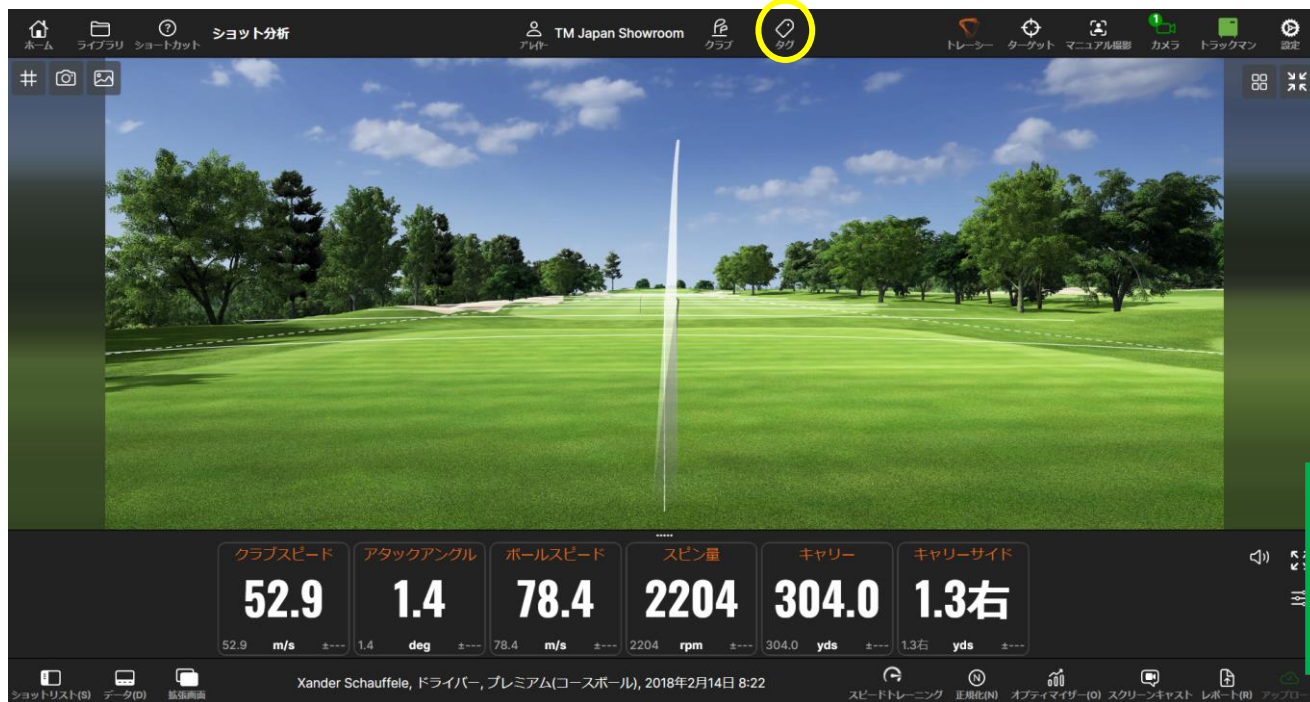 ショット分析
TM Japan Showroom
1
ホーム ライブラリ ショートカット プレイヤー クラブ タグ トレーシー ターゲット マニュアル撮影 カメラ トラックマン 設定
クラブスピード アタックアングル ボールスピード スピン量 キャリー キャリーサイド
52.9 1.4 78.4 2204 304.0 1.3右
52.9 m/s ±--- 1.4 deg ±--- 78.4 m/s ±--- 2204 rpm ±--- 304.0 yds ±--- 1.3右 yds ±---
Xander Schauffele, ドライバー, プレミアム(コースボール), 2018年2月14日 8:22
ショットリスト(S) データ(D) 拡張画面 スピードトレーニング 正規化(N) オプティマイザー(O) スクリーンキャスト レポート(R) アップロー